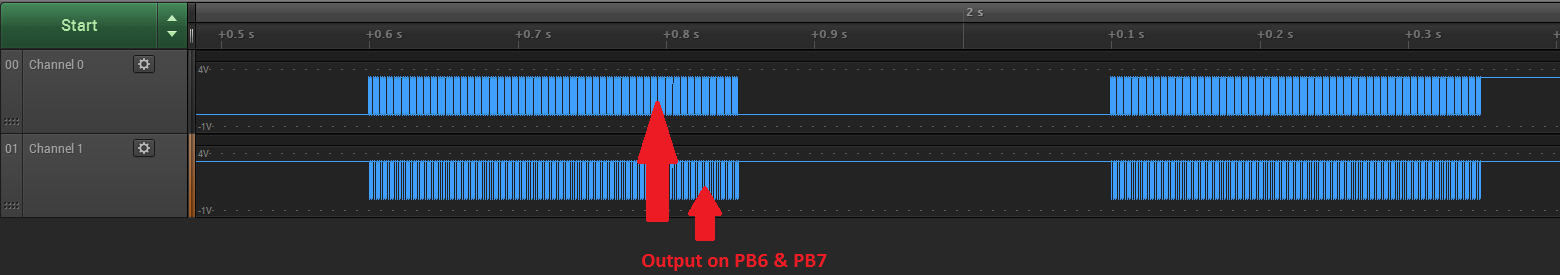 Start
2 s
+0.5 s +0.6 s +0.7 s +0.8 s +0.9 s +0.1 s +0.2 s +0.3 s
00 Channel 0
4V
-1V
01 Channel 1
4V
-1V
Output on PB6 & PB7